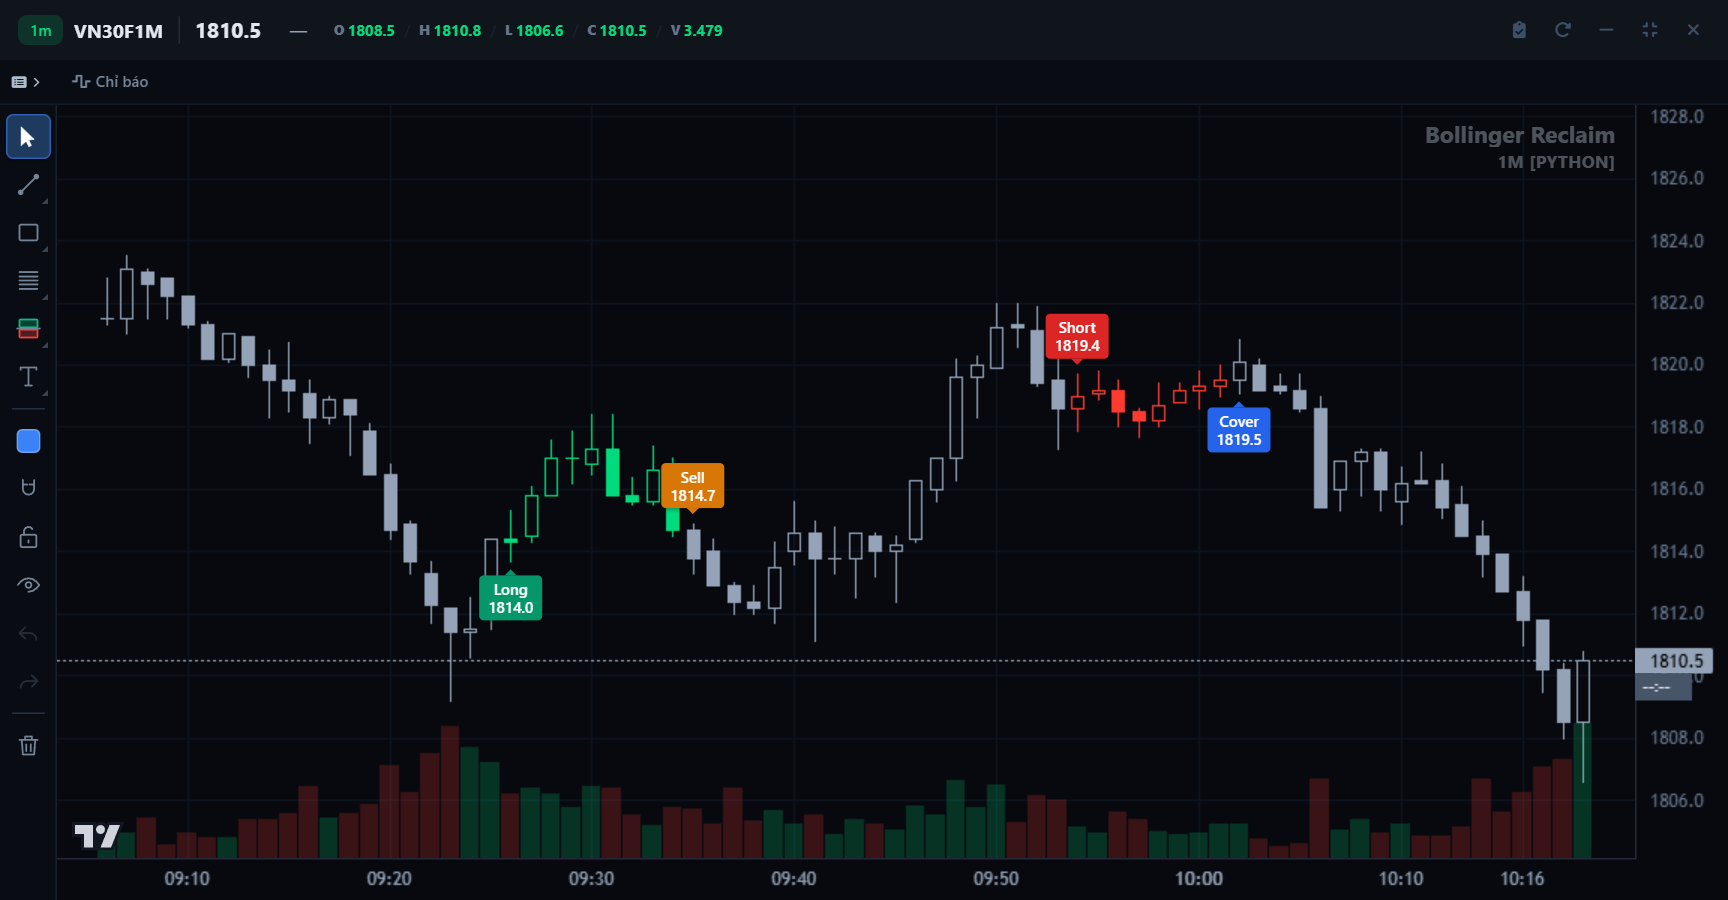 1m VN30F1M 1810.5 — O 1808.5 / H 1810.8 / L 1806.6 / C 1810.5 / V 3.479
Chỉ báo
Bollinger Reclaim
1M [PYTHON]
1828.0
1826.0
1824.0
1822.0
1820.0
1818.0
1816.0
1814.0
1812.0
1810.5
--:--
1808.0
1806.0
Short
1819.4
Cover
1819.5
Sell
1814.7
Long
1814.0
09:10 09:20 09:30 09:40 09:50 10:00 10:10 10:16